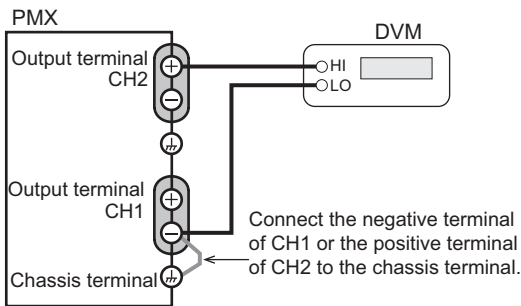 PMX
DVM
Output terminal
CH2
HI
LO
Output terminal
CH1
Connect the negative terminal
of CH1 or the positive terminal
of CH2 to the chassis terminal.
Chassis terminal